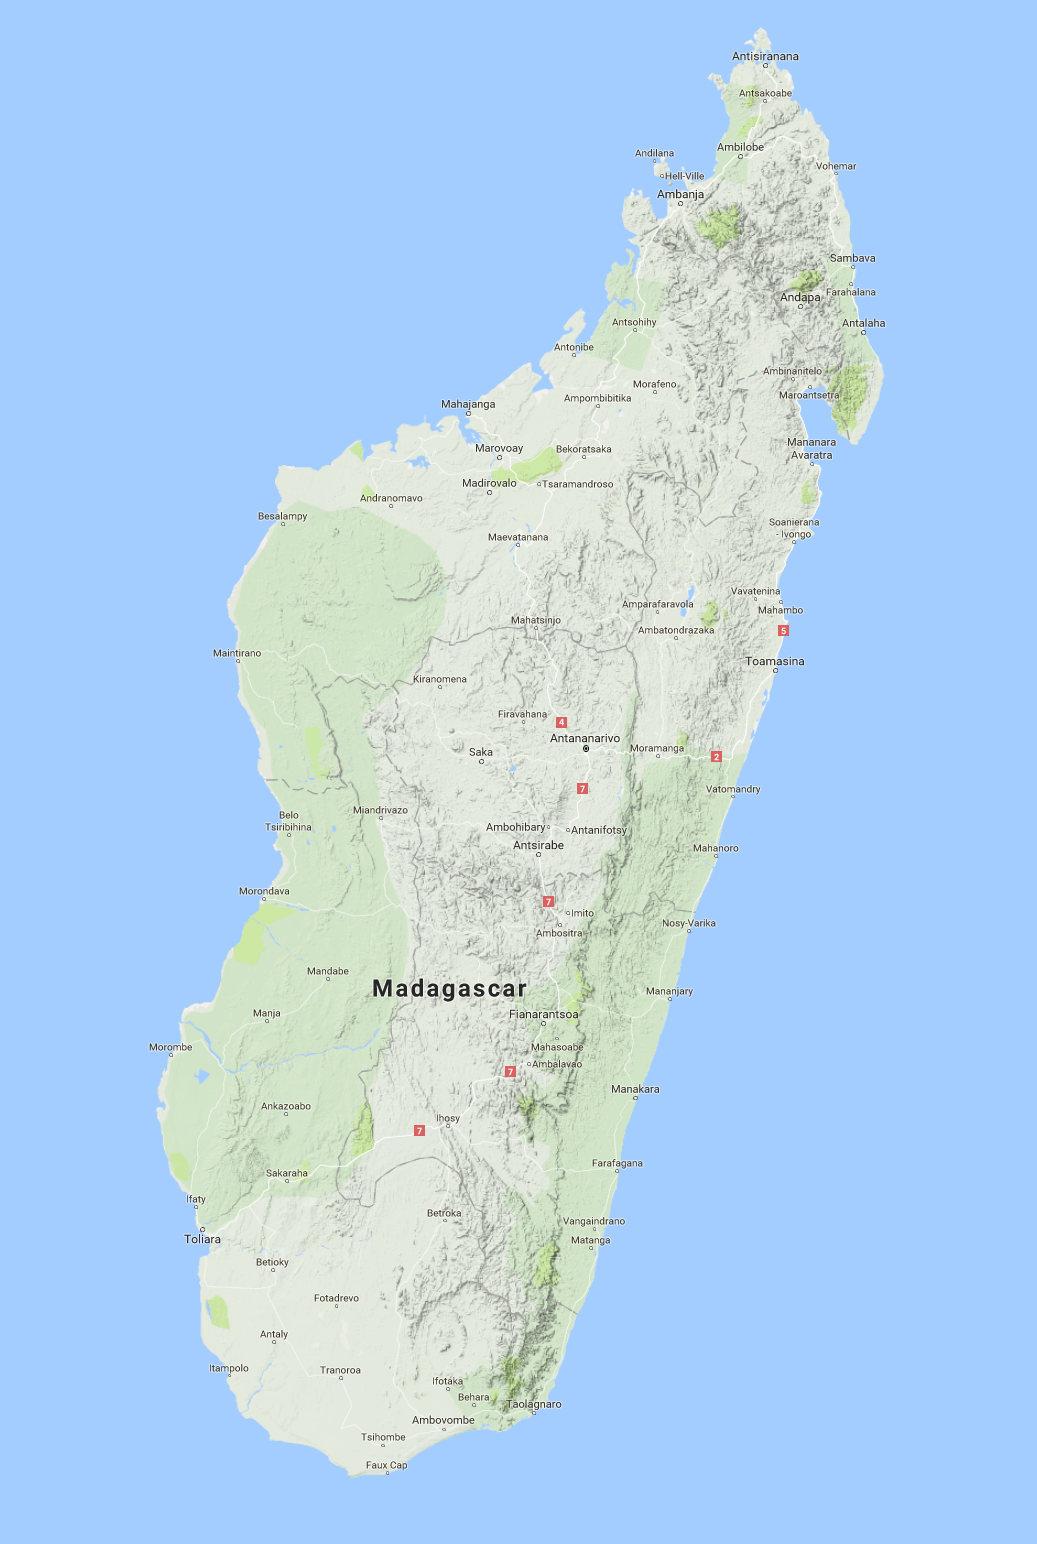 Antisiranana
Antsakoabe
Ambilobe
Andilana
Vohemar
Hell-Ville
Ambanja
Sambava
Farahalana
Andapa
Antsohihy
Antalaha
Antonibe
Ambinanitelo
Morafeno
Maroantsetra
Ampombibitika
Mahajanga
Mananara
Avaratra
Marovoay
Bekoratsaka
Madirovalo
Tsaramandroso
Andranomavo
Besalampy
Soanierana
- Ivongo
Maevatanana
Vavatenina
Amparafaravola
Mahambo
Mahatsinjo
Ambatondrazaka
5
Maintirano
Toamasina
Kiranomena
Firavahana
4
Antananarivo
Moramanga
Saka
2
7
Vatomandry
Miandrivazo
Belo
Tsiribihina
Ambohibary
Antanifotsy
Antsirabe
Mahanoro
Morondava
7
Imito
Nosy-Varika
Ambositra
Mandabe
Madagascar
Mananjary
Manja
Fianarantsoa
Morombe
Mahasoabe
Ambalavao
7
Manakara
Ankazoabo
Ihosy
7
Farafagana
Sakaraha
Ifaty
Betroka
Vangaindrano
Toliara
Matanga
Betioky
Fotadrevo
Antaly
Itampolo
Tranoroa
Ifotaka
Behara
Taolagnaro
Ambovombe
Tsihombe
Faux Cap